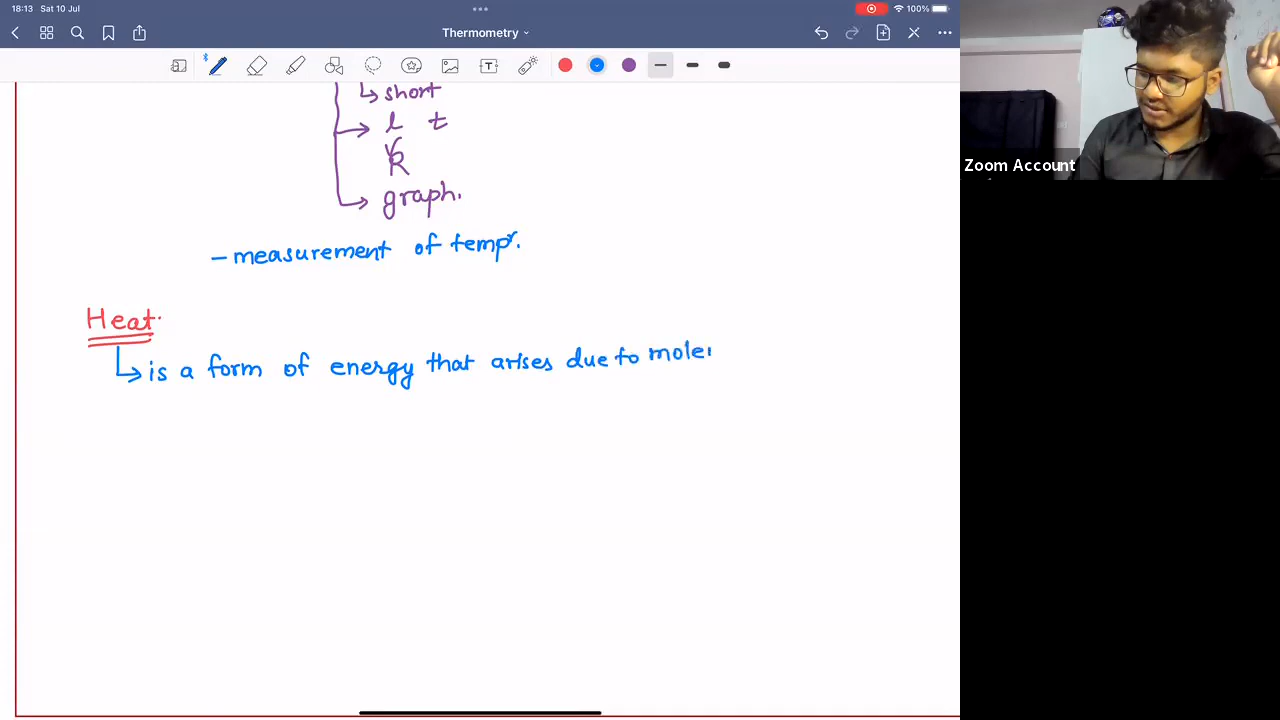 18:13 Sat 10 Jul
100%
Thermometry
T
short
l t
R
graph.
- measurement of tempr.
Heat.
is a form of energy that arises due to mole
Zoom Account